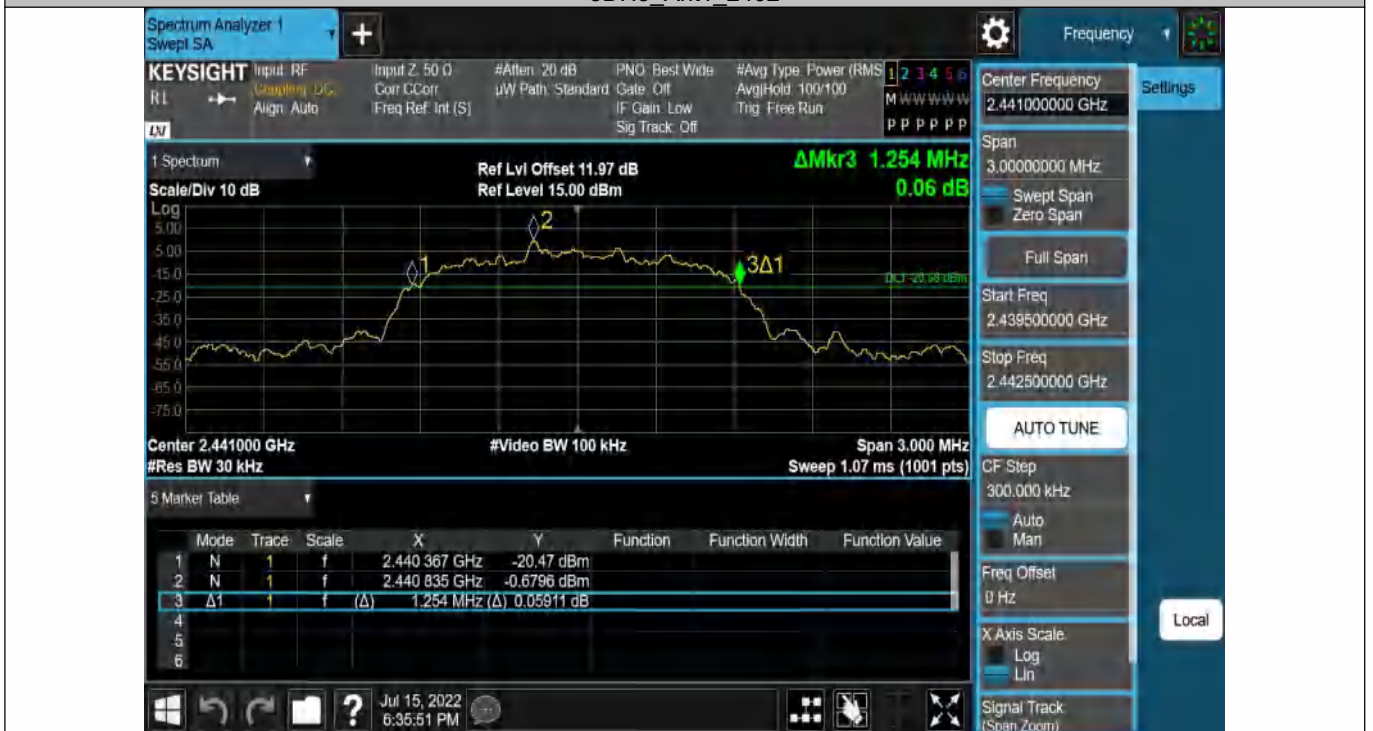 Spectrum Analyzer 1
Swept SA
+
Frequency
KEYSIGHT
RL
LXI
Input: RF
Coupling: DC
Align: Auto
Input Z: 50 Ω
Corr CCorr
Freq Ref: Int (S)
#Atten: 20 dB
µW Path: Standard
PNO: Best Wide
Gate: Off
IF Gain: Low
Sig Track: Off
#Avg Type: Power (RMS
Avg|Hold: 100/100
Trig: Free Run
1 2 3 4 5 6
M W W W W W
P P P P P P
1 Spectrum
Scale/Div 10 dB
Log
Ref Lvl Offset 11.97 dB
Ref Level 15.00 dBm
ΔMkr3 1.254 MHz
0.06 dB
5.00
-5.00
-15.0
-25.0
-35.0
-45.0
-55.0
-65.0
-75.0
1
2
3Δ1
Center 2.441000 GHz
#Video BW 100 kHz
Span 3.000 MHz
#Res BW 30 kHz
Sweep 1.07 ms (1001 pts)
5 Marker Table
Mode Trace Scale X Y Function Function Width Function Value
1 N 1 f 2.440 367 GHz -20.47 dBm
2 N 1 f 2.440 835 GHz -0.6796 dBm
3 Δ1 1 f (Δ) 1.254 MHz (Δ) 0.05911 dB
4
5
6
Jul 15, 2022
6:35:51 PM
Center Frequency
2.441000000 GHz
Settings
Span
3.00000000 MHz
Swept Span
Zero Span
Full Span
Start Freq
2.439500000 GHz
Stop Freq
2.442500000 GHz
AUTO TUNE
CF Step
300.000 kHz
Auto
Man
Freq Offset
0 Hz
X Axis Scale
Log
Lin
Local
Signal Track
(Span Zoom)